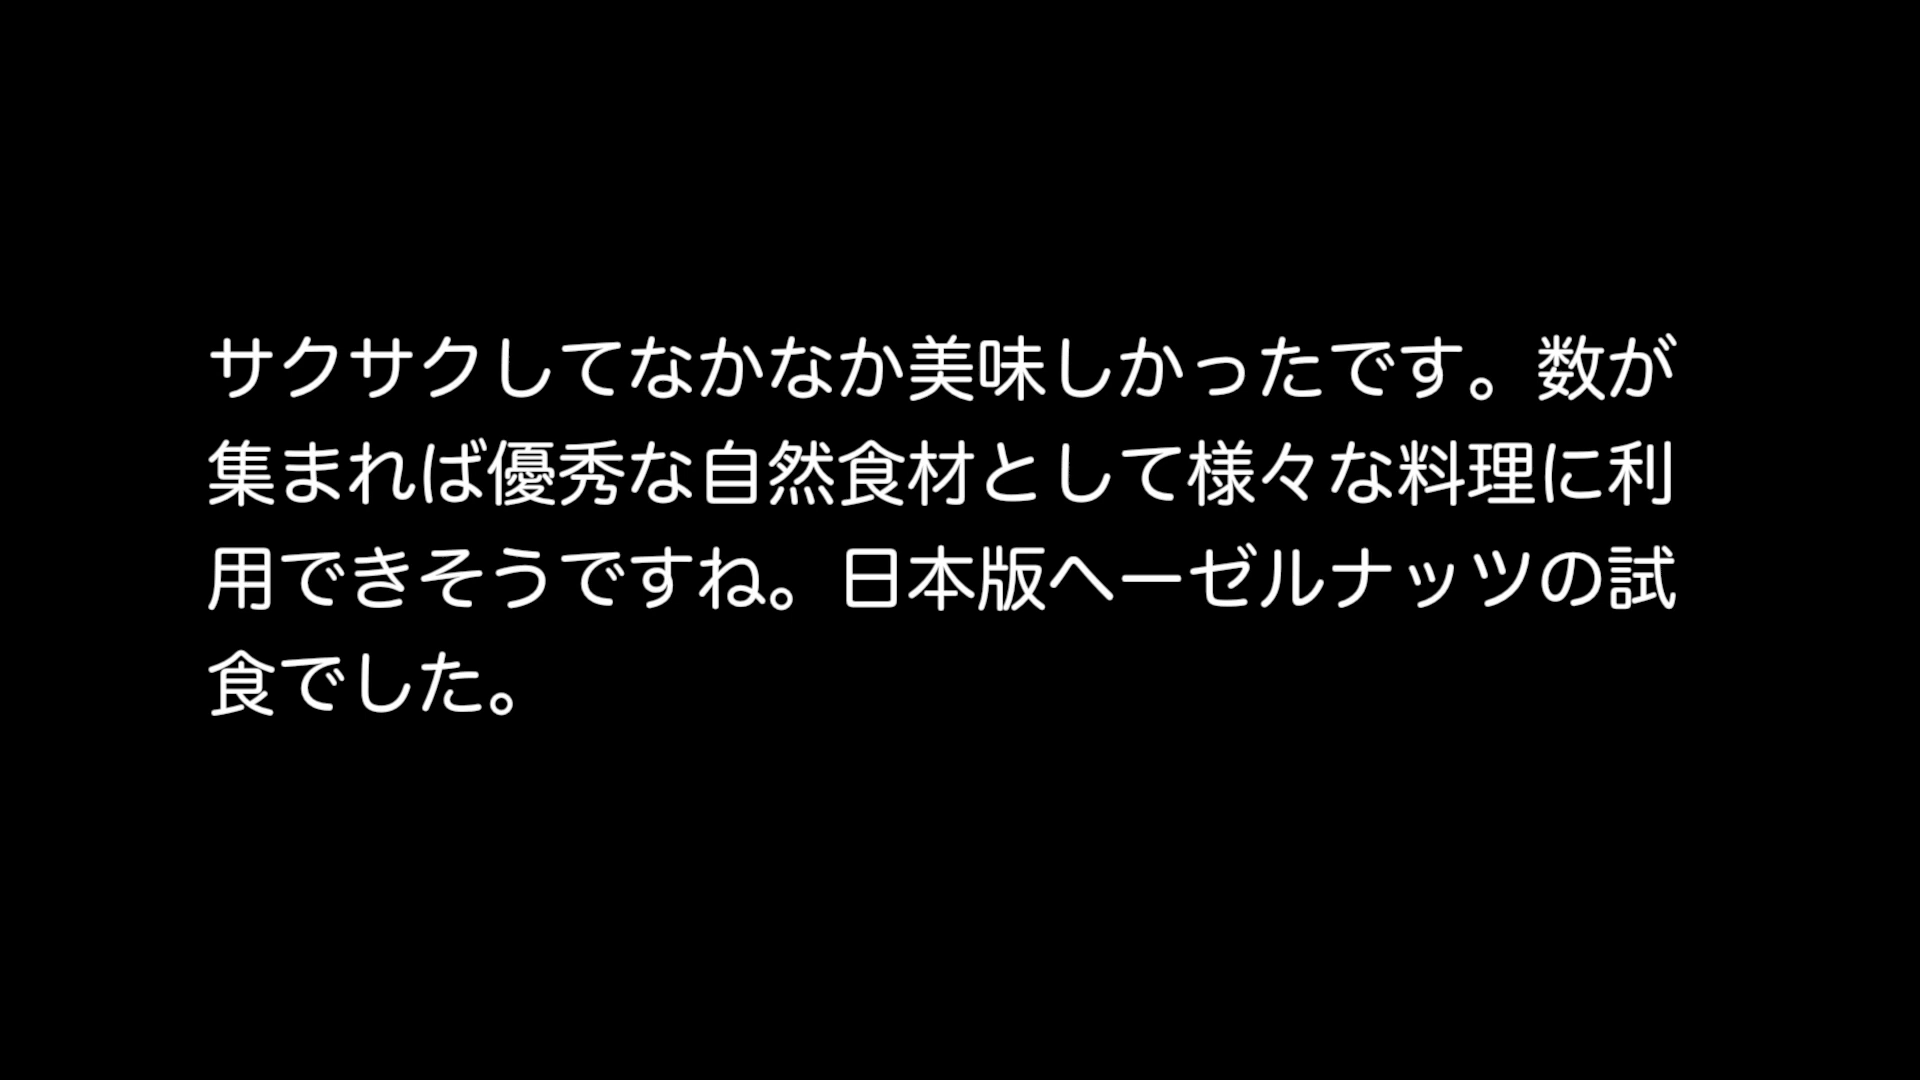 サクサクしてなかなか美味しかったです。数が
集まれば優秀な自然食材として様々な料理に利
用できそうですね。日本版ヘーゼルナッツの試
食でした。